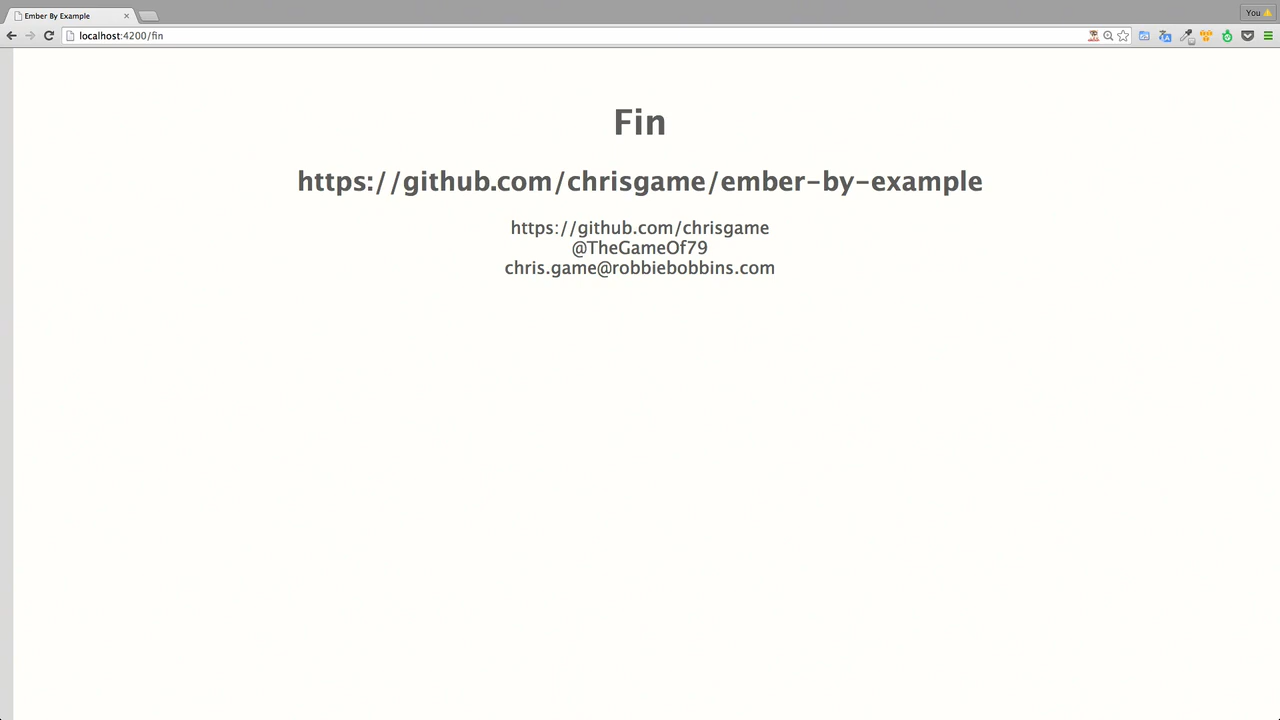 Ember By Example
You
localhost:4200/fin
Fin
https://github.com/chrisgame/ember-by-example
https://github.com/chrisgame
@TheGameOf79
chris.game@robbiebobbins.com